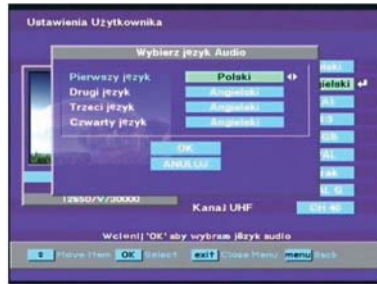 Ustawienia Użytkownika
Wybierz język Audio
Pierwszy język Polski
Drugi język Angielski
Trzeci język Angielski
Czwarty język Angielski
OK
ANULUJ
12650/V/30000
Kanał UHF CH 40
Wciśnij 'OK' aby wybrać język audio
Move Item OK Select exit Close Menu menu Back